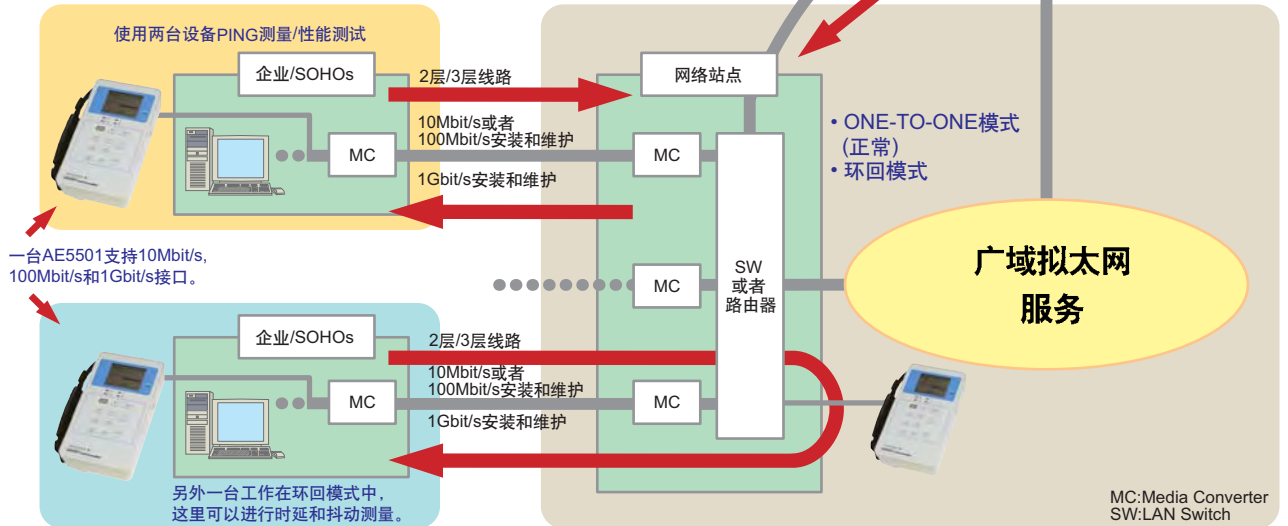 使用两台设备PING测量/性能测试
企业/SOHOs
MC
2层/3层线路
10Mbit/s或者
100Mbit/s安装和维护
1Gbit/s安装和维护
网络站点
MC
• ONE-TO-ONE模式
(正常)
• 环回模式
一台AE5501支持10Mbit/s,
100Mbit/s和1Gbit/s接口。
MC
SW
或者
路由器
广域拟太网
服务
企业/SOHOs
MC
2层/3层线路
10Mbit/s或者
100Mbit/s安装和维护
1Gbit/s安装和维护
MC
另外一台工作在环回模式中,
这里可以进行时延和抖动测量。
MC:Media Converter
SW:LAN Switch